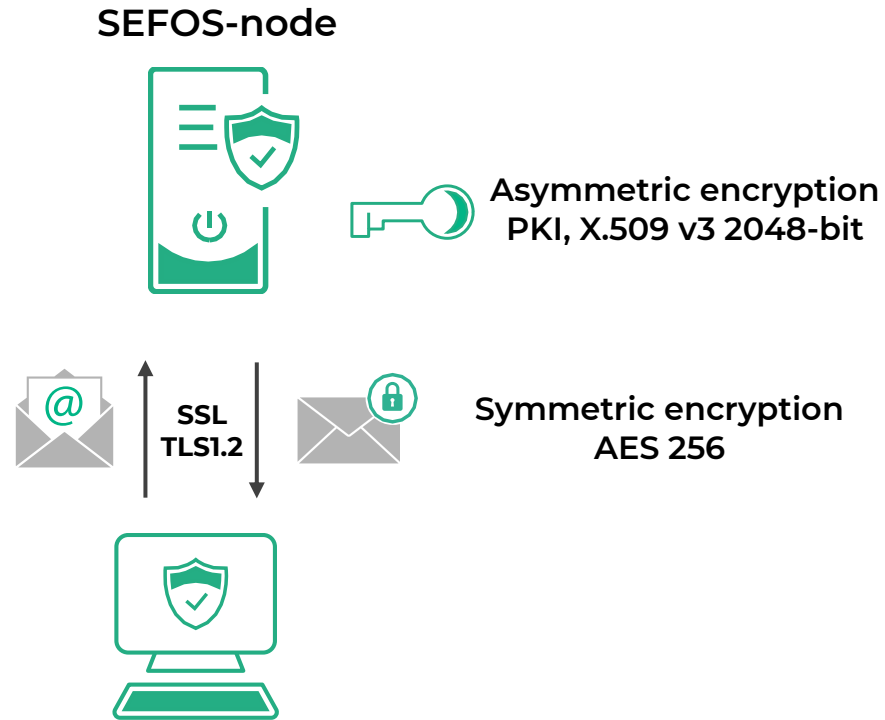 SEFOS-node
Asymmetric encryption
PKI, X.509 v3 2048-bit
@
SSL
TLS1.2
Symmetric encryption
AES 256